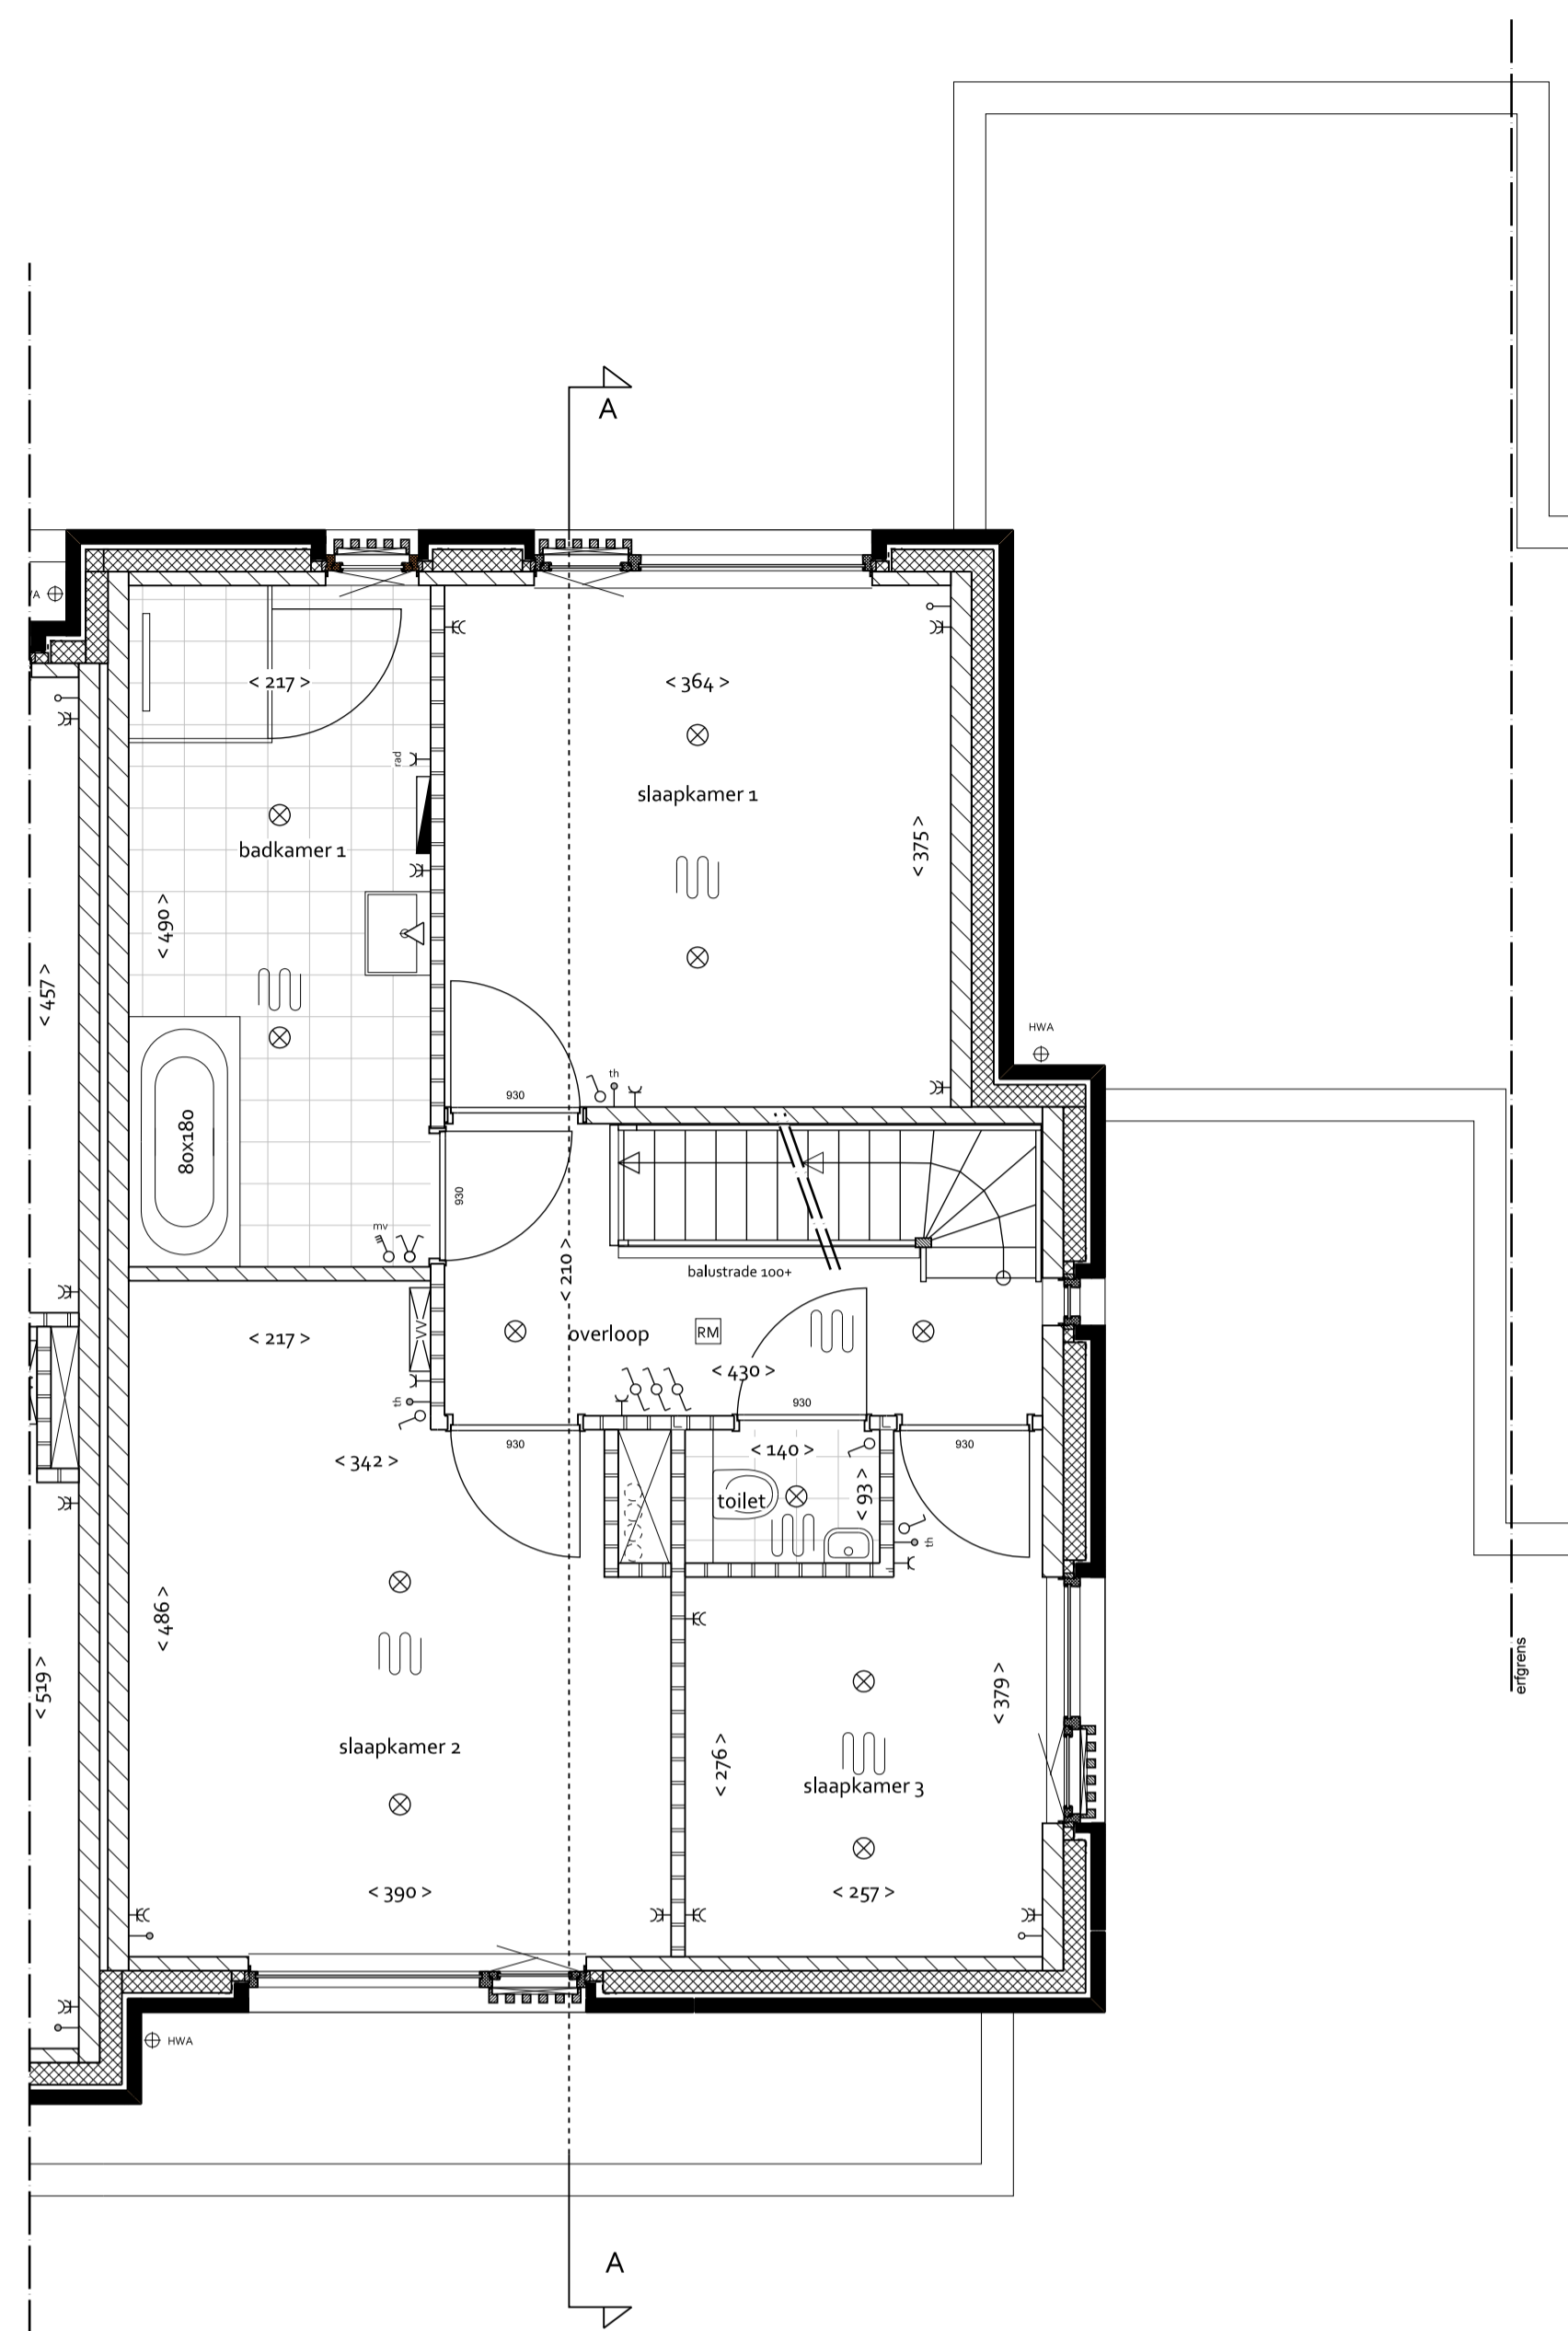 A
< 217 >
< 364 >
rad
slaapkamer 1
badkamer 1
< 375 >
< 490 >
< 457 >
HWA
th
930
80x180
930
mv
< 210 >
balustrade 100+
< 217 >
VV
overloop
RM
< 430 >
th
930
930
< 140 >
930
< 342 >
toilet
< 93 >
th
< 486 >
< 519 >
slaapkamer 2
< 276 >
< 379 >
slaapkamer 3
erfgrens
< 390 >
< 257 >
HWA
A